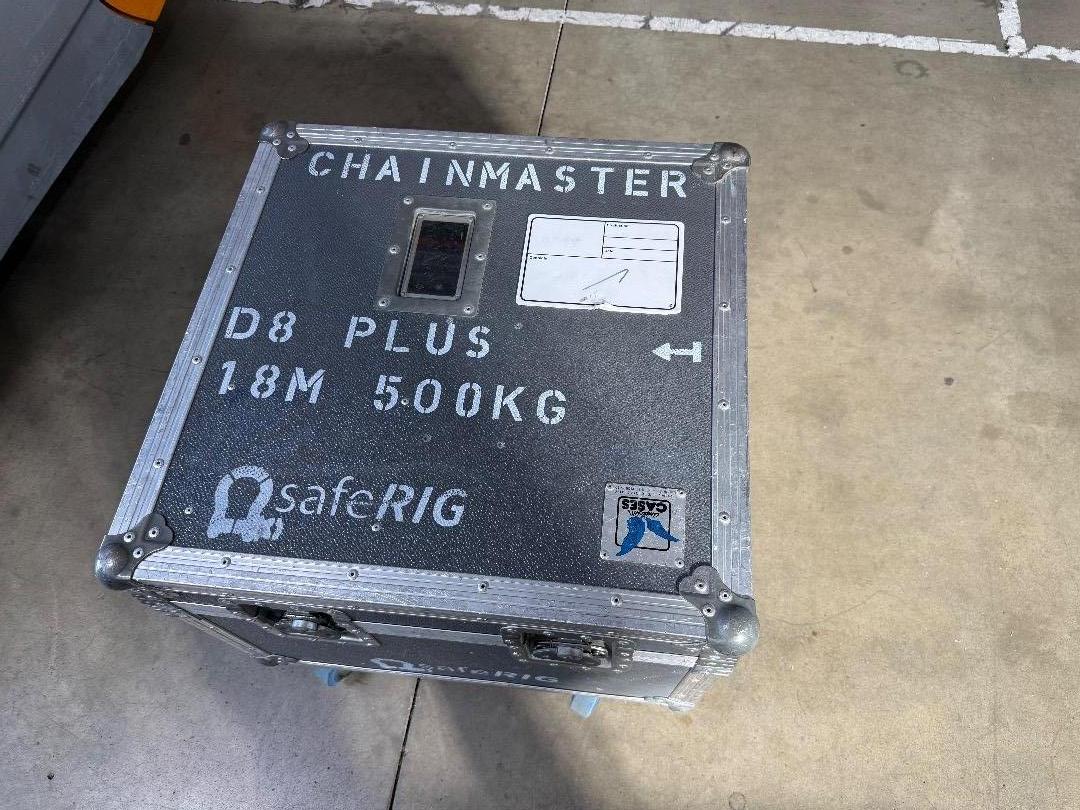 CHAINMASTER
D8 PLUS
18M 500KG
safeRIG
CASES
safeRIG